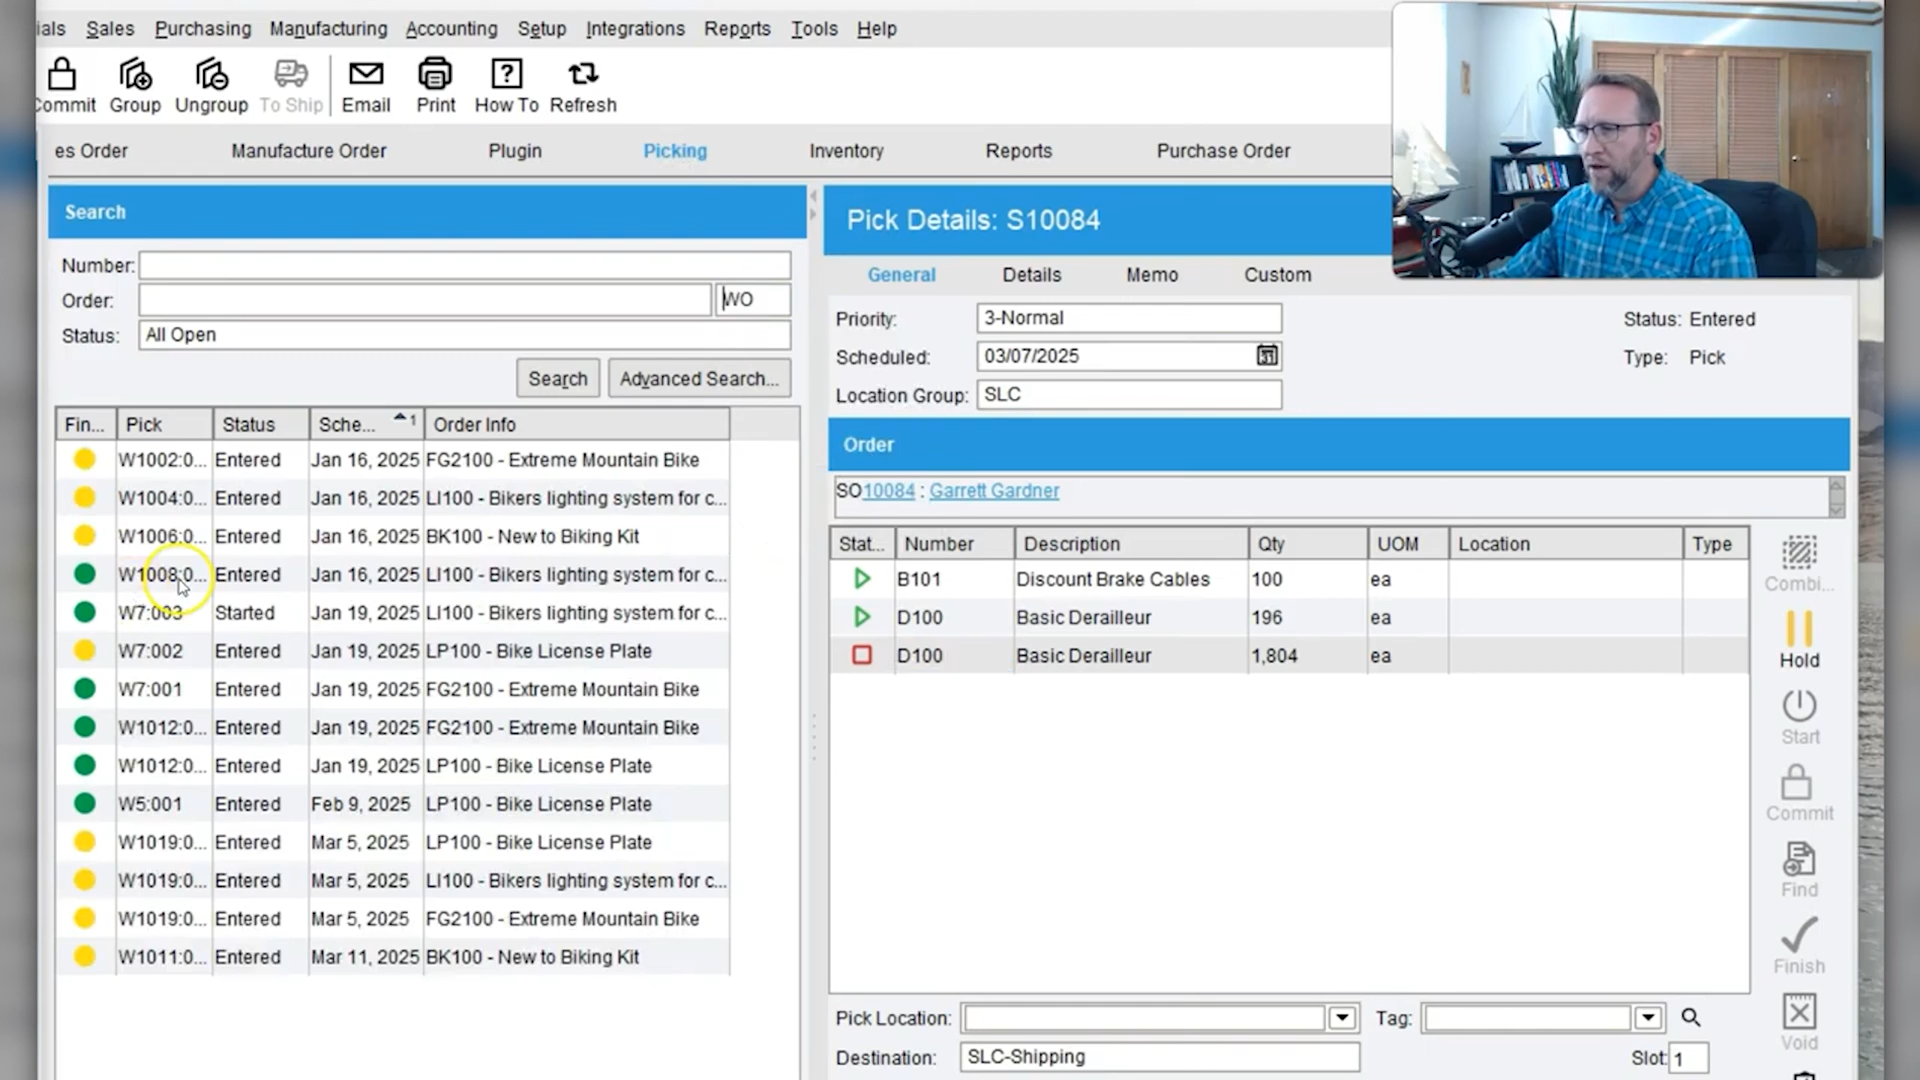 ials Sales Purchasing Manufacturing Accounting Setup Integrations Reports Tools Help
Commit Group Ungroup To Ship Email Print How To Refresh
es Order Manufacture Order Plugin Picking Inventory Reports Purchase Order
Search
Number:
Order: WO
Status: All Open
Search Advanced Search...
Fin... Pick Status Sche... 1 Order Info
W1002:0... Entered Jan 16, 2025 FG2100 - Extreme Mountain Bike
W1004:0... Entered Jan 16, 2025 LI100 - Bikers lighting system for c...
W1006:0... Entered Jan 16, 2025 BK100 - New to Biking Kit
W1008:0... Entered Jan 16, 2025 LI100 - Bikers lighting system for c...
W7:003 Started Jan 19, 2025 LI100 - Bikers lighting system for c...
W7:002 Entered Jan 19, 2025 LP100 - Bike License Plate
W7:001 Entered Jan 19, 2025 FG2100 - Extreme Mountain Bike
W1012:0... Entered Jan 19, 2025 FG2100 - Extreme Mountain Bike
W1012:0... Entered Jan 19, 2025 LP100 - Bike License Plate
W5:001 Entered Feb 9, 2025 LP100 - Bike License Plate
W1019:0... Entered Mar 5, 2025 LP100 - Bike License Plate
W1019:0... Entered Mar 5, 2025 LI100 - Bikers lighting system for c...
W1019:0... Entered Mar 5, 2025 FG2100 - Extreme Mountain Bike
W1011:0... Entered Mar 11, 2025 BK100 - New to Biking Kit
Pick Details: S10084
General Details Memo Custom
Priority: 3-Normal Status: Entered
Scheduled: 03/07/2025 31 Type: Pick
Location Group: SLC
Order
SO10084 : Garrett Gardner
Stat... Number Description Qty UOM Location Type
B101 Discount Brake Cables 100 ea
D100 Basic Derailleur 196 ea
D100 Basic Derailleur 1,804 ea
Combi...
Hold
Start
Commit
Find
Finish
Void
Pick Location: Tag:
Destination: SLC-Shipping Slot: 1